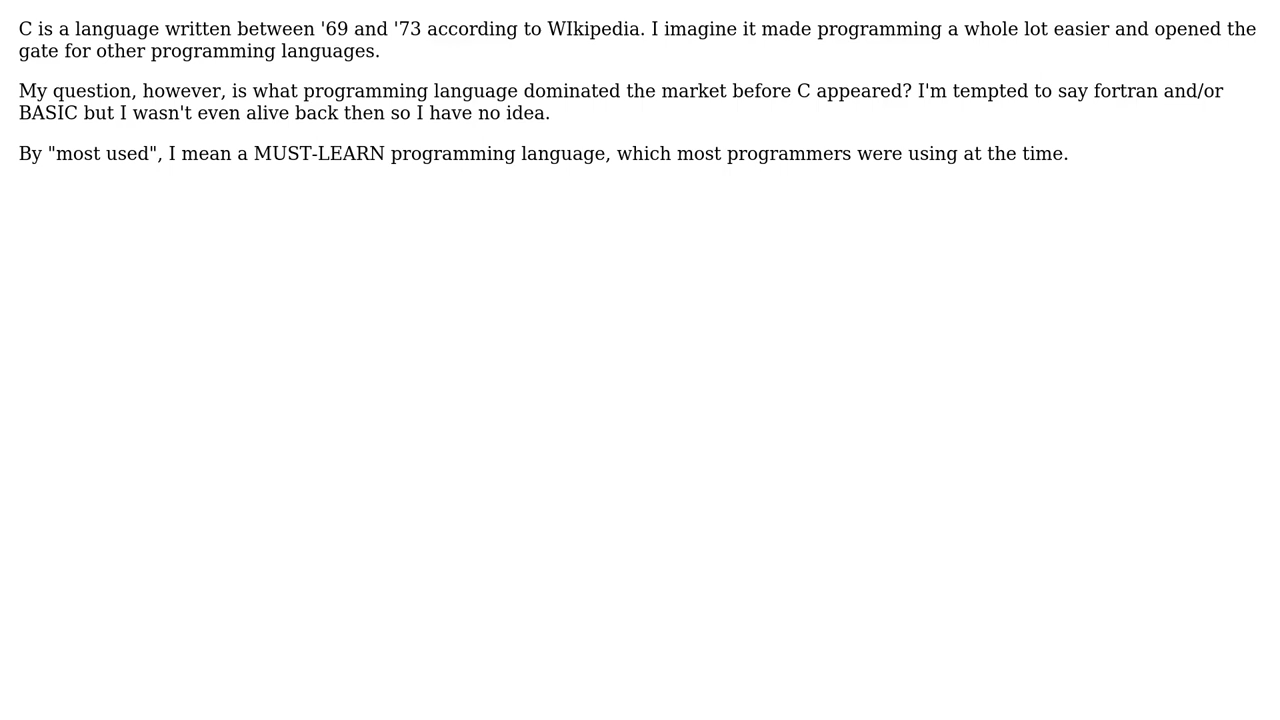 C is a language written between '69 and '73 according to WIkipedia. I imagine it made programming a whole lot easier and opened the
gate for other programming languages.
My question, however, is what programming language dominated the market before C appeared? I'm tempted to say fortran and/or
BASIC but I wasn't even alive back then so I have no idea.
By "most used", I mean a MUST-LEARN programming language, which most programmers were using at the time.